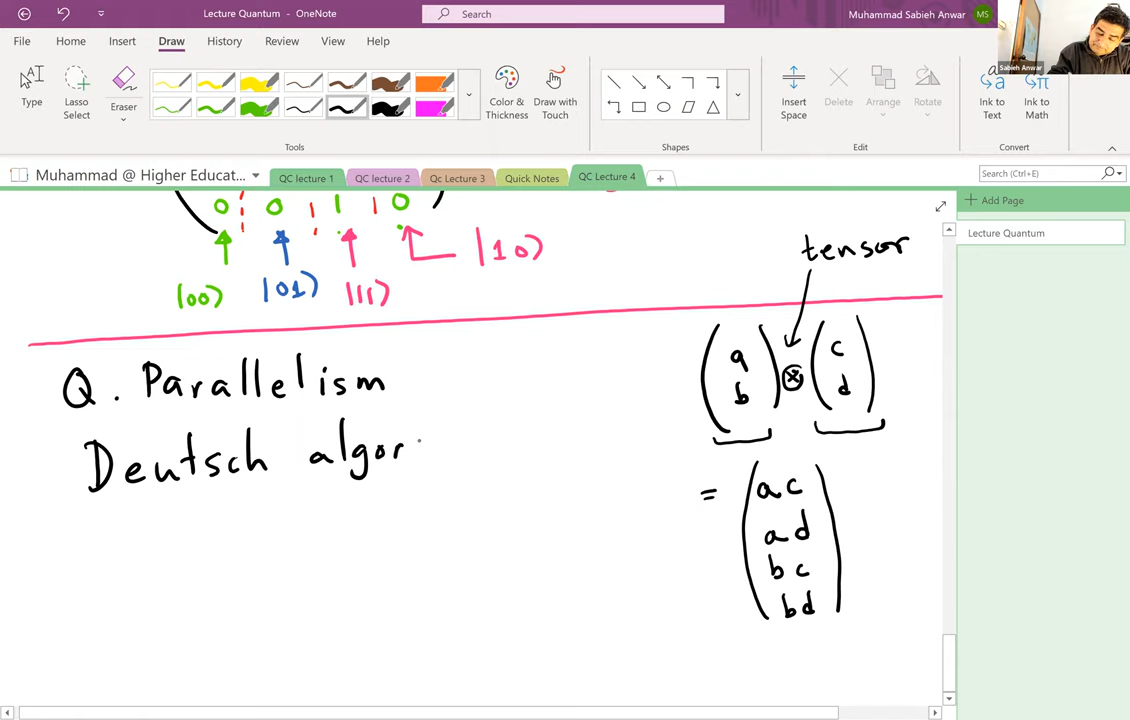 Lecture Quantum - OneNote
Search
Muhammad Sabieh Anwar
MS
Sabieh Anwar
File Home Insert Draw History Review View Help
Type
Lasso Select
Eraser
Color & Thickness
Draw with Touch
Insert Space
Delete
Arrange
Rotate
Ink to Text
Ink to Math
Tools
Shapes
Edit
Convert
Muhammad @ Higher Educat...
QC lecture 1
QC lecture 2
Qc Lecture 3
Quick Notes
QC Lecture 4
Search (Ctrl+E)
Add Page
Lecture Quantum
0 0 1 1 0
|00⟩ |01⟩ |11⟩ |10⟩
tensor
Q. Parallelism
Deutsch algor
(a b) ⊗ (c d)
= (ac
ad
bc
bd)